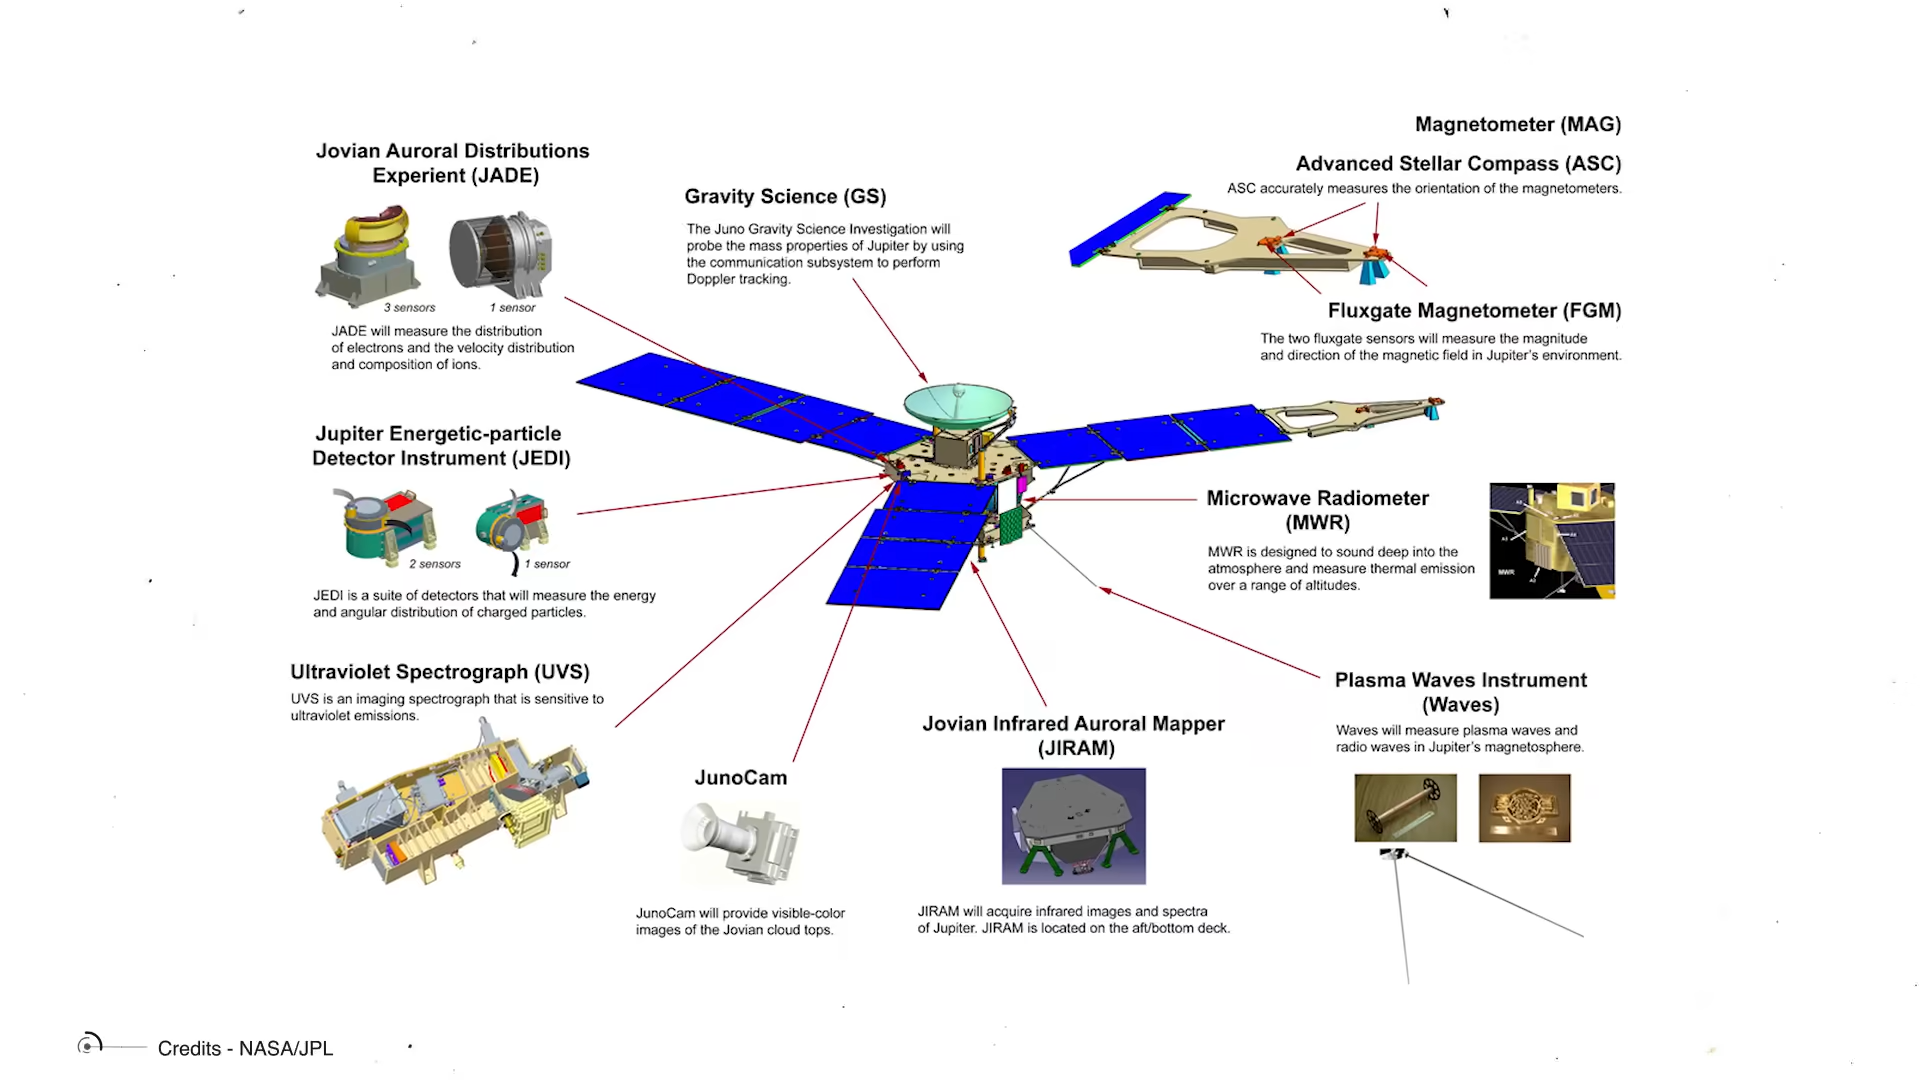 Jovian Auroral Distributions
Experient (JADE)
3 sensors
1 sensor
JADE will measure the distribution
of electrons and the velocity distribution
and composition of ions.
Gravity Science (GS)
The Juno Gravity Science Investigation will
probe the mass properties of Jupiter by using
the communication subsystem to perform
Doppler tracking.
Magnetometer (MAG)
Advanced Stellar Compass (ASC)
ASC accurately measures the orientation of the magnetometers.
Fluxgate Magnetometer (FGM)
The two fluxgate sensors will measure the magnitude
and direction of the magnetic field in Jupiter's environment.
Jupiter Energetic-particle
Detector Instrument (JEDI)
2 sensors
1 sensor
JEDI is a suite of detectors that will measure the energy
and angular distribution of charged particles.
Microwave Radiometer
(MWR)
MWR is designed to sound deep into the
atmosphere and measure thermal emission
over a range of altitudes.
MWR
Ultraviolet Spectrograph (UVS)
UVS is an imaging spectrograph that is sensitive to
ultraviolet emissions.
JunoCam
JunoCam will provide visible-color
images of the Jovian cloud tops.
Jovian Infrared Auroral Mapper
(JIRAM)
JIRAM will acquire infrared images and spectra
of Jupiter. JIRAM is located on the aft/bottom deck.
Plasma Waves Instrument
(Waves)
Waves will measure plasma waves and
radio waves in Jupiter's magnetosphere.
Credits - NASA/JPL